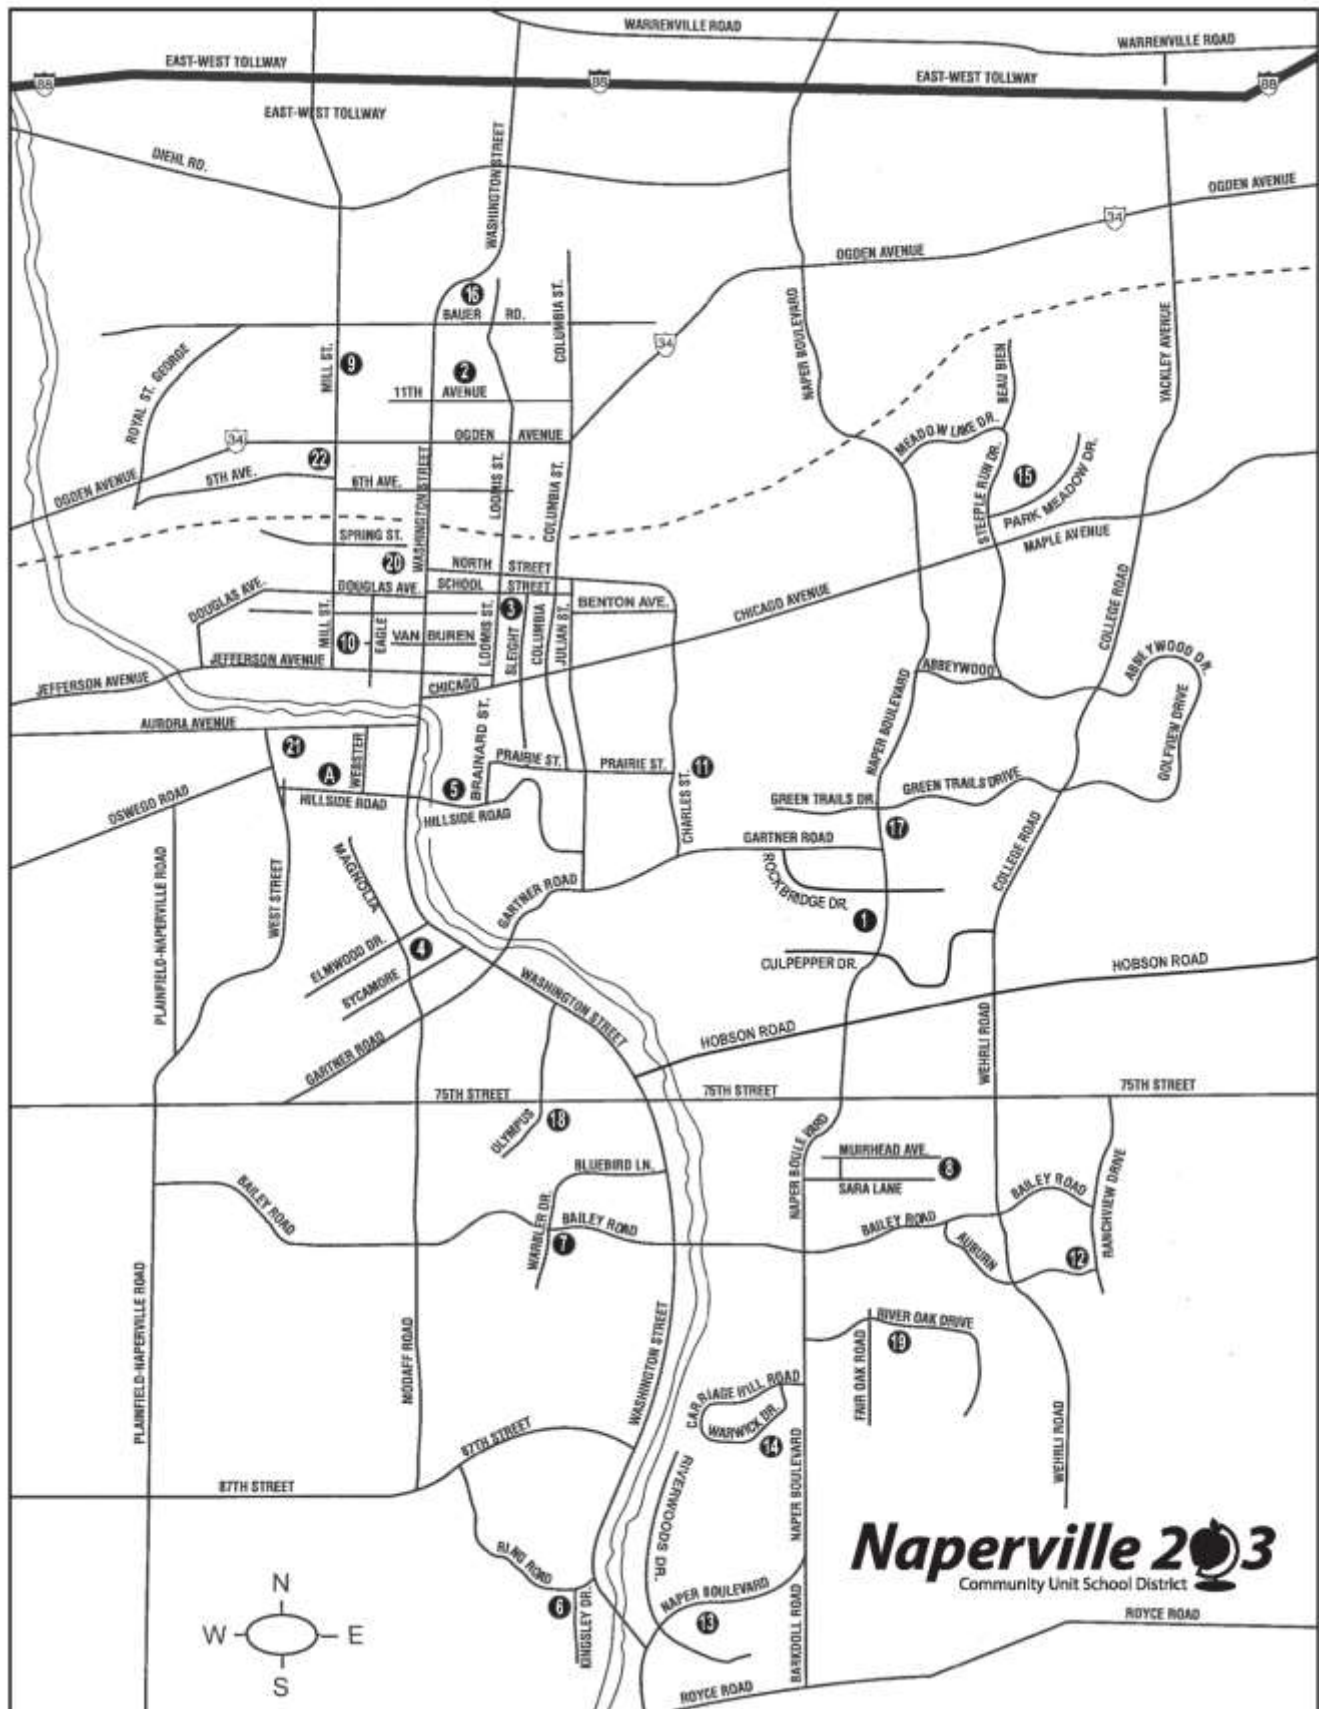 WARRENVILLE ROAD
WARRENVILLE ROAD
EAST-WEST TOLLWAY
EAST-WEST TOLLWAY
88
88
88
EAST-WEST TOLLWAY
DIEHL RD.
WASHINGTON STREET
OGDEN AVENUE
34
OGDEN AVENUE
16
BAUER RD.
COLUMBIA ST.
NAPER BOULEVARD
YACKLEY AVENUE
ROYAL ST. GEORGE
MILL ST.
9
2
34
BEAU BIEN
11TH AVENUE
34
OGDEN AVENUE
MEADOW LAKE DR.
OGDEN AVENUE
22
5TH AVE.
6TH AVE.
WASHINGTON STREET
LOOMIS ST.
COLUMBIA ST.
STEEPLE RUN DR.
15
PARK MEADOW DR.
MAPLE AVENUE
SPRING ST.
20
NORTH STREET
DOUGLAS AVE.
DOUGLAS AVE.
SCHOOL STREET
BENTON AVE.
CHICAGO AVENUE
COLLEGE ROAD
MILL ST.
10
EAGLE
VAN BUREN
LOOMIS ST.
3
SLEIGHT
COLUMBIA
JULIAN ST.
JEFFERSON AVENUE
JEFFERSON AVENUE
CHICAGO
ABBEYWOOD
ABBEYWOOD DR.
AURORA AVENUE
21
A
WEBSTER
BRAINARD ST.
PRAIRIE ST.
PRAIRIE ST.
11
NAPER BOULEVARD
GOLFVIEW DRIVE
OSWEGO ROAD
HILLSIDE ROAD
5
HILLSIDE ROAD
CHARLES ST.
GREEN TRAILS DR.
GREEN TRAILS DRIVE
17
GARTNER ROAD
COLLEGE ROAD
PLAINFIELD-NAPERVILLE ROAD
WEST STREET
MAGNOLIA
GARTNER ROAD
ROCKBRIDGE DR.
1
ELMWOOD DR.
4
SYCAMORE
CULPEPPER DR.
WASHINGTON STREET
HOBSON ROAD
HOBSON ROAD
GARTNER ROAD
WEHRLI ROAD
75TH STREET
75TH STREET
75TH STREET
OLYMPUS
18
NAPER BOULEVARD
MUIRHEAD AVE.
8
SARA LANE
BLUEBIRD LN.
BAILEY ROAD
WARBLER DR.
BAILEY ROAD
7
BAILEY ROAD
BAILEY ROAD
RANCHVIEW DRIVE
AUBURN
12
PLAINFIELD-NAPERVILLE ROAD
MODAFF ROAD
WASHINGTON STREET
RIVER OAK DRIVE
19
FAIR OAK ROAD
CARRIAGE HILL ROAD
WARWICK DR.
14
NAPER BOULEVARD
WEHRLI ROAD
87TH STREET
87TH STREET
RIVERWOODS DR.
RING ROAD
6
KINGSLEY DR.
NAPER BOULEVARD
13
BARKDOLL ROAD
ROYCE ROAD
ROYCE ROAD
Naperville 203
Community Unit School District
N
W E
S